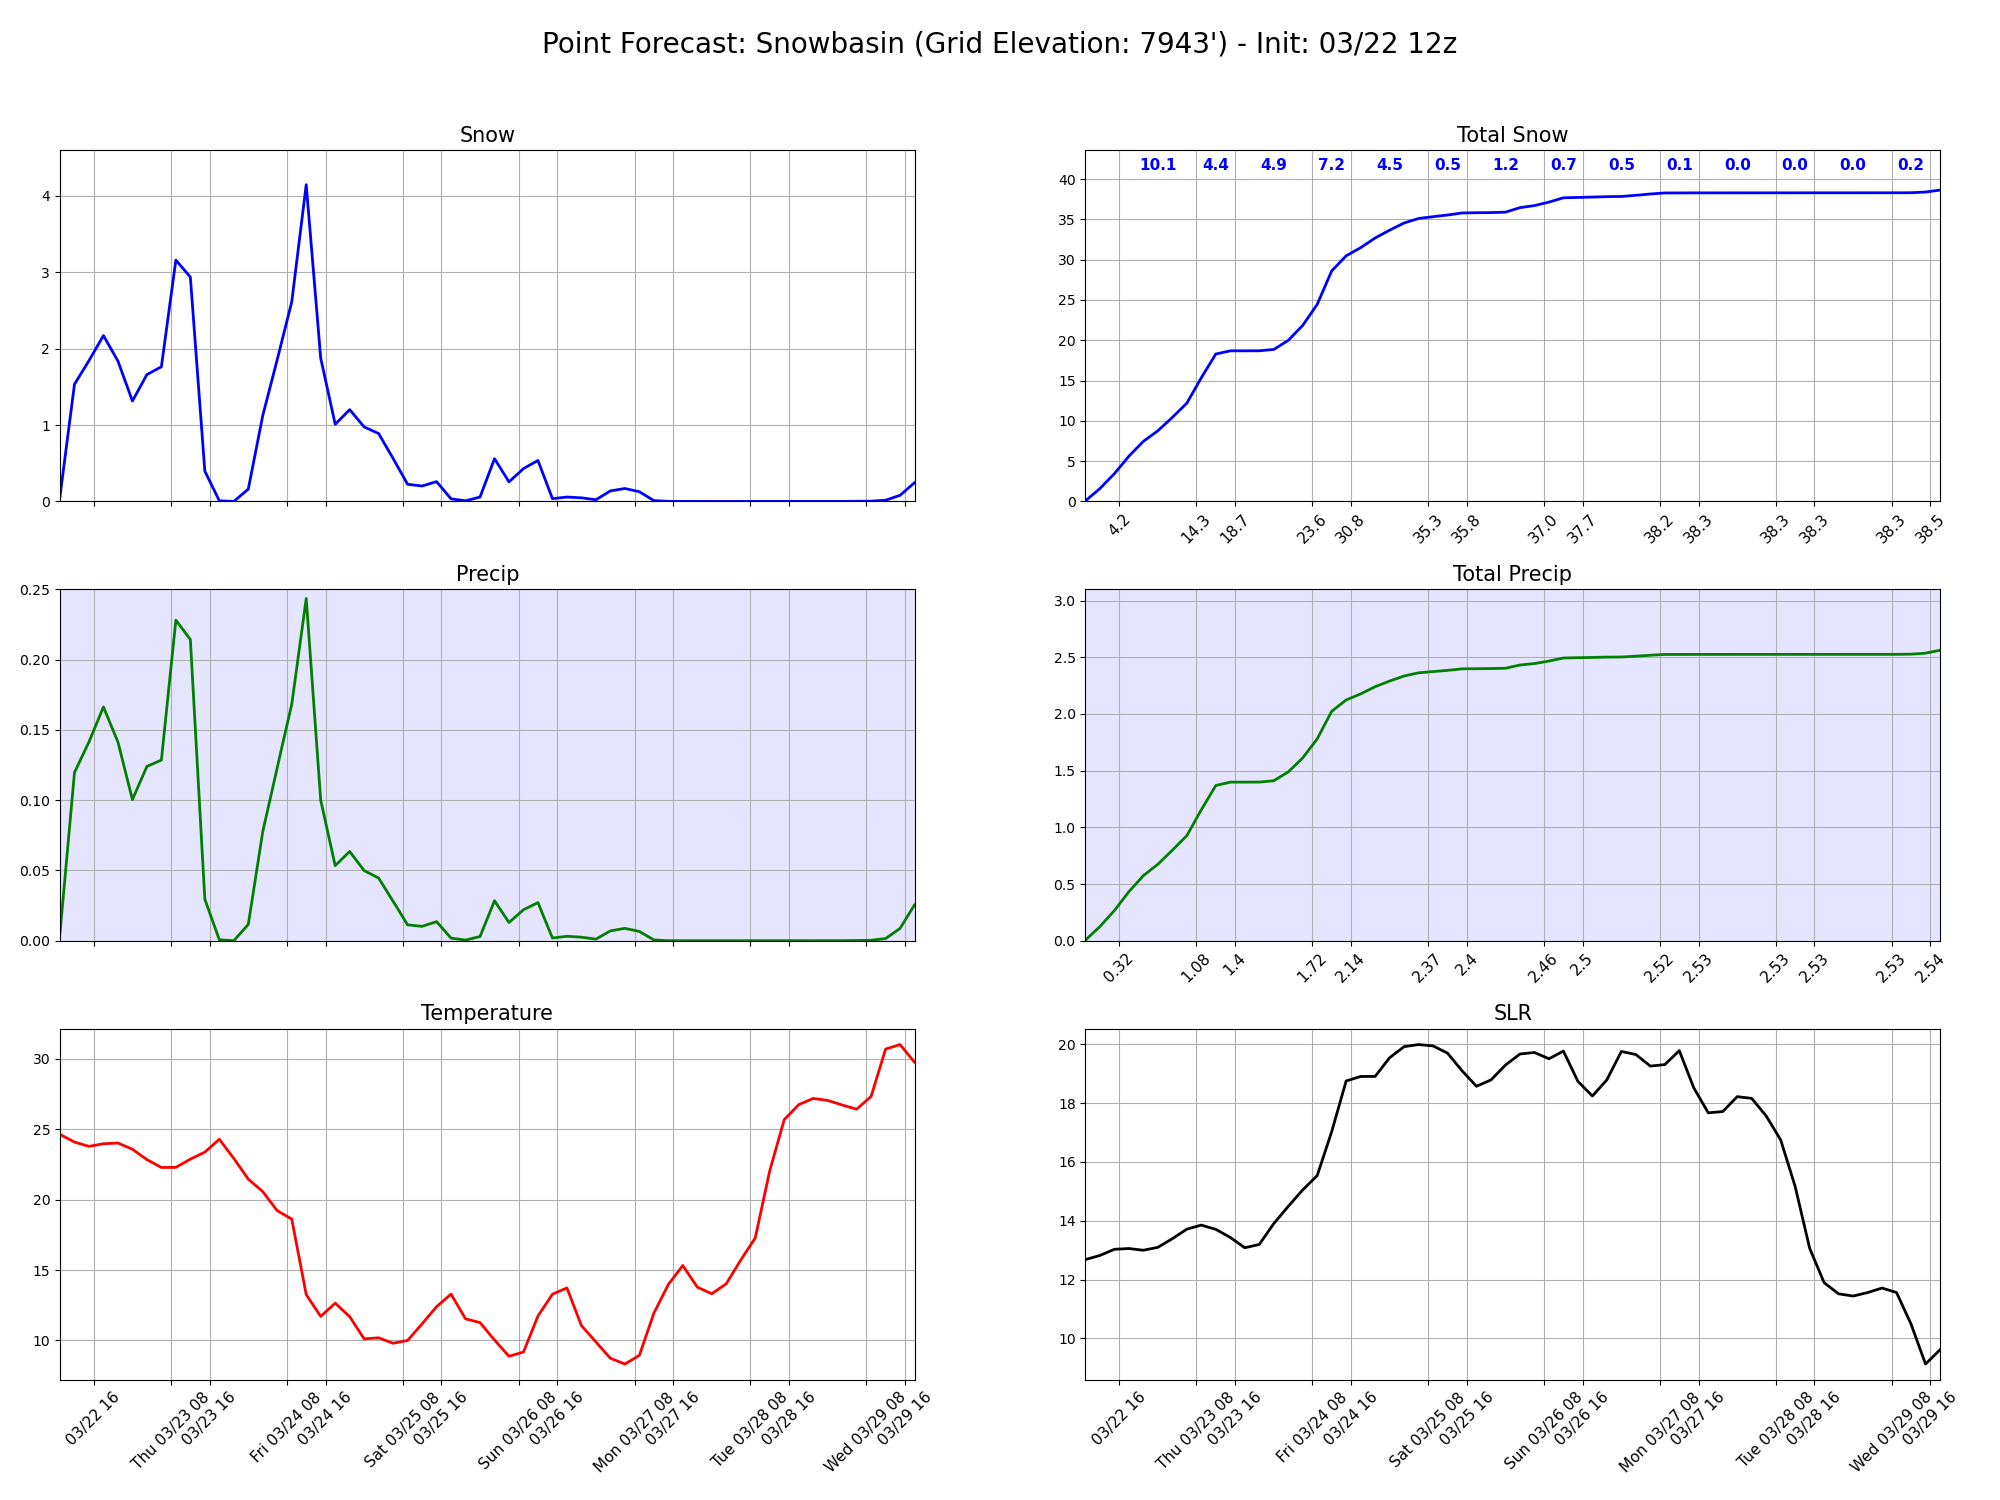 Point Forecast: Snowbasin (Grid Elevation: 7943') - Init: 03/22 12z
Snow
4
3
2
1
0
Total Snow
10.1 4.4 4.9 7.2 4.5 0.5 1.2 0.7 0.5 0.1 0.0 0.0 0.0 0.2
40
35
30
25
20
15
10
5
0
4.2 14.3 18.7 23.6 30.8 35.3 35.8 37.0 37.7 38.2 38.3 38.3 38.3 38.3 38.5
Precip
0.25
0.20
0.15
0.10
0.05
0.00
Total Precip
3.0
2.5
2.0
1.5
1.0
0.5
0.0
0.32 1.08 1.4 1.72 2.14 2.37 2.4 2.46 2.5 2.52 2.53 2.53 2.53 2.53 2.54
Temperature
30
25
20
15
10
03/22 16
Thu 03/23 08
03/23 16
Fri 03/24 08
03/24 16
Sat 03/25 08
03/25 16
Sun 03/26 08
03/26 16
Mon 03/27 08
03/27 16
Tue 03/28 08
03/28 16
Wed 03/29 08
03/29 16
SLR
20
18
16
14
12
10
03/22 16
Thu 03/23 08
03/23 16
Fri 03/24 08
03/24 16
Sat 03/25 08
03/25 16
Sun 03/26 08
03/26 16
Mon 03/27 08
03/27 16
Tue 03/28 08
03/28 16
Wed 03/29 08
03/29 16